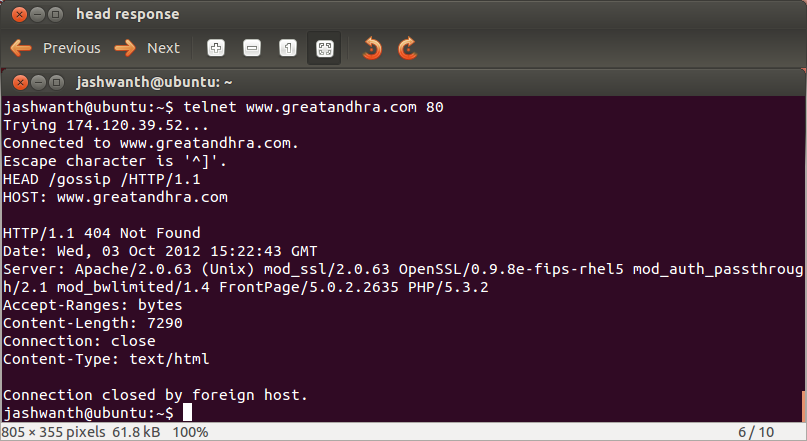 head response
Previous Next
jashwanth@ubuntu: ~
jashwanth@ubuntu:~$ telnet www.greatandhra.com 80
Trying 174.120.39.52...
Connected to www.greatandhra.com.
Escape character is '^]'.
HEAD /gossip /HTTP/1.1
HOST: www.greatandhra.com

HTTP/1.1 404 Not Found
Date: Wed, 03 Oct 2012 15:22:43 GMT
Server: Apache/2.0.63 (Unix) mod_ssl/2.0.63 OpenSSL/0.9.8e-fips-rhel5 mod_auth_passthroug
h/2.1 mod_bwlimited/1.4 FrontPage/5.0.2.2635 PHP/5.3.2
Accept-Ranges: bytes
Content-Length: 7290
Connection: close
Content-Type: text/html

Connection closed by foreign host.
jashwanth@ubuntu:~$
805 × 355 pixels 61.8 kB 100% 6 / 10